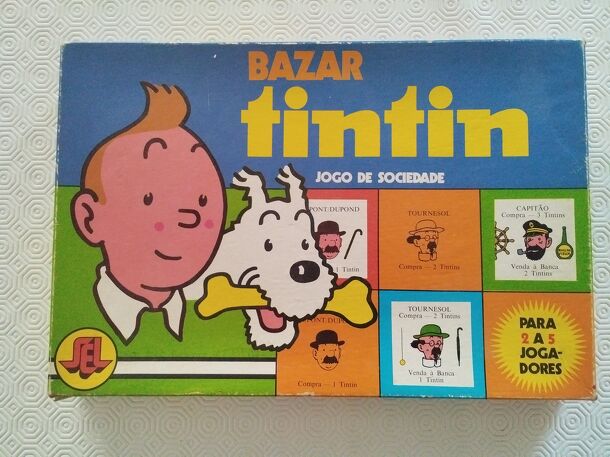 BAZAR
tintin
JOGO DE SOCIEDADE
PONT: DUPOND
1 Tintin
TOURNESOL
Compra — 2 Tintins
CAPITÃO
Compra — 3 Tintins
Venda à Banca
2 Tintins
PONT: DUPOND
Compra — 1 Tintin
TOURNESOL
Compra — 2 Tintins
Venda à Banca
1 Tintin
PARA
2 A 5
JOGA-
DORES
SEL